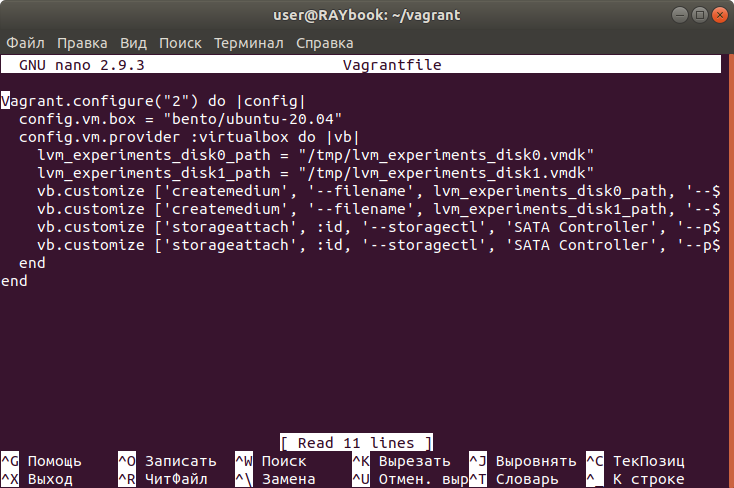 user@RAYbook: ~/vagrant
Файл Правка Вид Поиск Терминал Справка
GNU nano 2.9.3 Vagrantfile
Vagrant.configure("2") do |config|
  config.vm.box = "bento/ubuntu-20.04"
  config.vm.provider :virtualbox do |vb|
    lvm_experiments_disk0_path = "/tmp/lvm_experiments_disk0.vmdk"
    lvm_experiments_disk1_path = "/tmp/lvm_experiments_disk1.vmdk"
    vb.customize ['createmedium', '--filename', lvm_experiments_disk0_path, '--$
    vb.customize ['createmedium', '--filename', lvm_experiments_disk1_path, '--$
    vb.customize ['storageattach', :id, '--storagectl', 'SATA Controller', '--p$
    vb.customize ['storageattach', :id, '--storagectl', 'SATA Controller', '--p$
  end
end
[ Read 11 lines ]
^G Помощь ^O Записать ^W Поиск ^K Вырезать ^J Выровнять ^C ТекПозиц
^X Выход ^R ЧитФайл ^\ Замена ^U Отмен. выр^T Словарь ^_ К строке